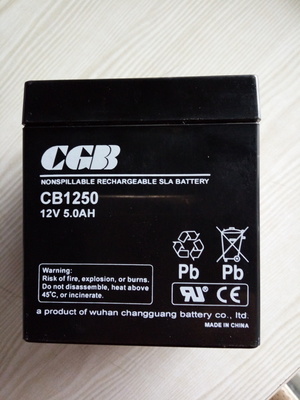 CGB
NONSPILLABLE RECHARGEABLE SLA BATTERY
CB1250
12V 5.0AH
Pb Pb
Warning:
Risk of fire, explosion, or burns.
Do not disassemble, heat above
45℃, or incinerate.
UR CE
a product of wuhan changguang battery co., ltd.
MADE IN CHINA